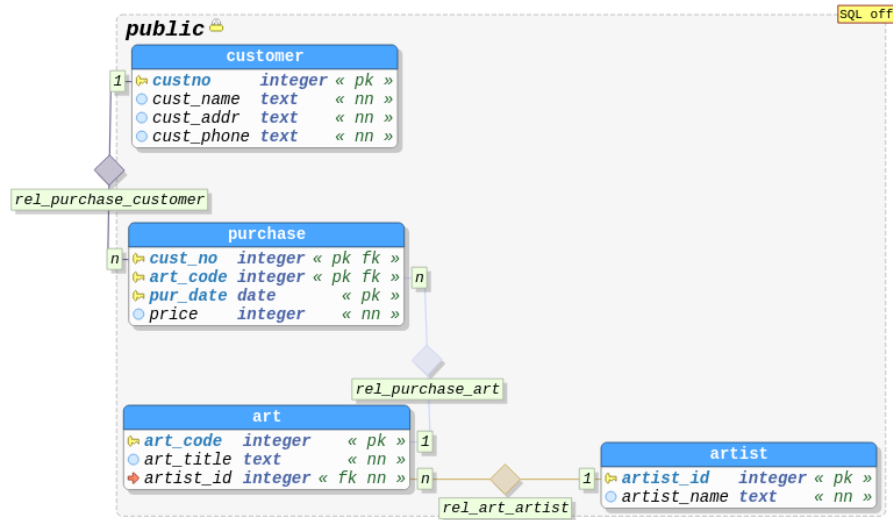 SQL off
public
customer
1 custno integer « pk »
cust_name text « nn »
cust_addr text « nn »
cust_phone text « nn »
rel_purchase_customer
purchase
n cust_no integer « pk fk »
art_code integer « pk fk » n
pur_date date « pk »
price integer « nn »
rel_purchase_art
art
art_code integer « pk » 1
art_title text « nn »
artist_id integer « fk nn » n
rel_art_artist
artist
1 artist_id integer « pk »
artist_name text « nn »